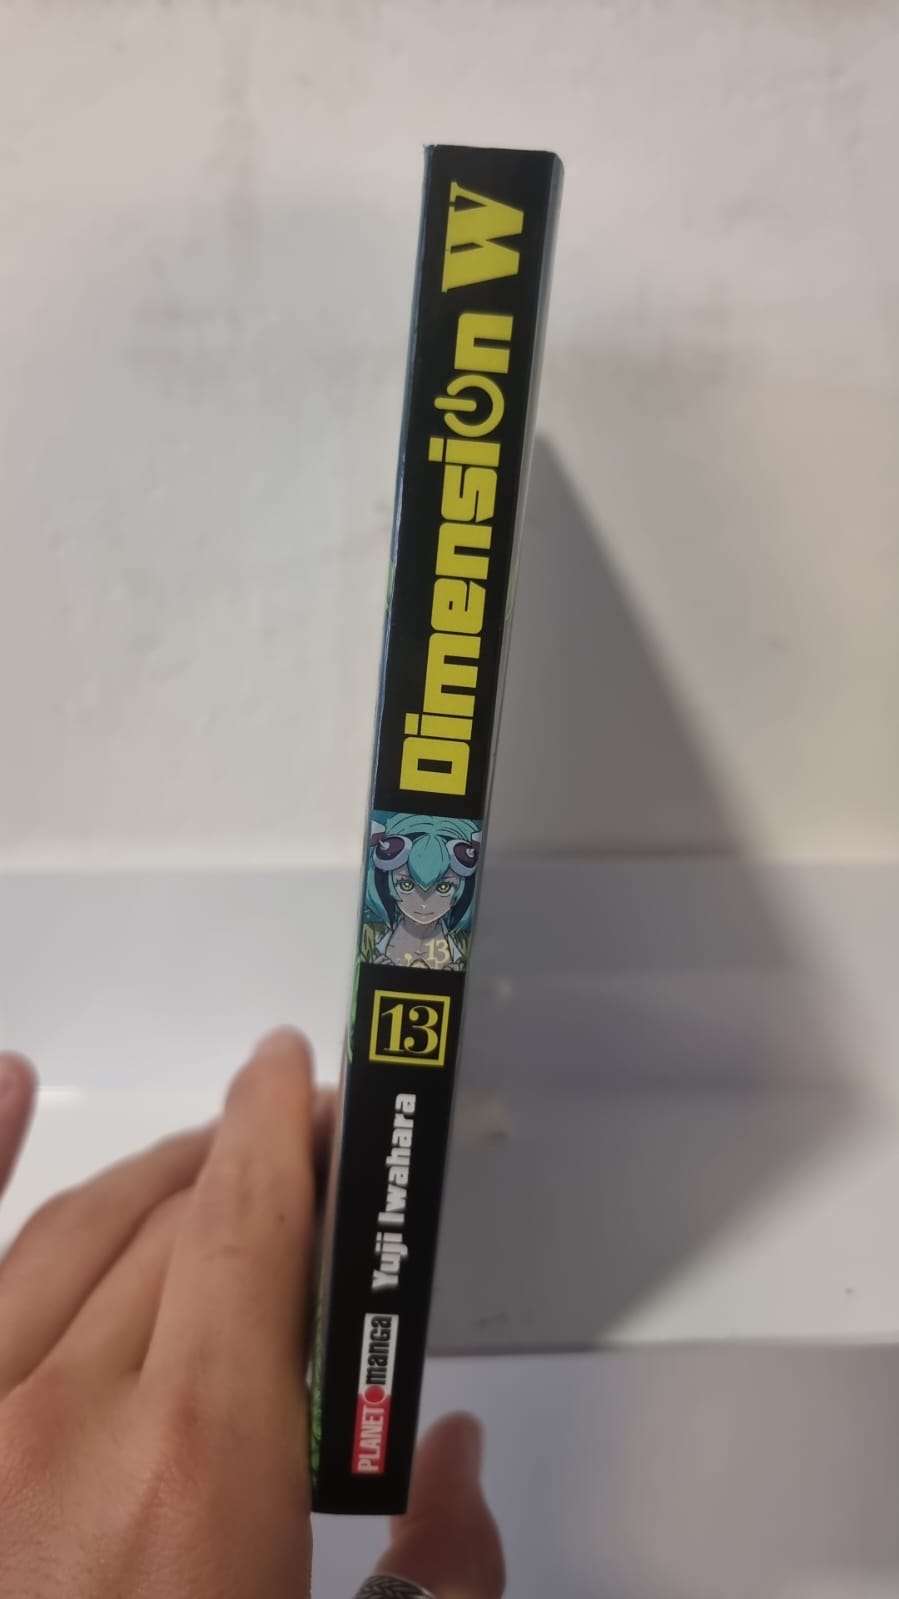 Dimension W
13
13
Yuji Iwahara
PLANET manga